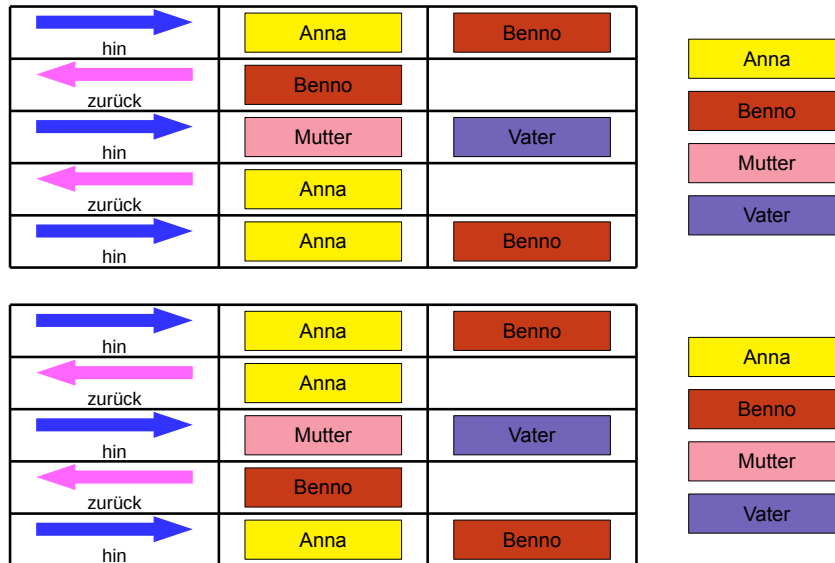 hin Anna Benno
zurück Benno
hin Mutter Vater
zurück Anna
hin Anna Benno
Anna
Benno
Mutter
Vater
hin Anna Benno
zurück Anna
hin Mutter Vater
zurück Benno
hin Anna Benno
Anna
Benno
Mutter
Vater